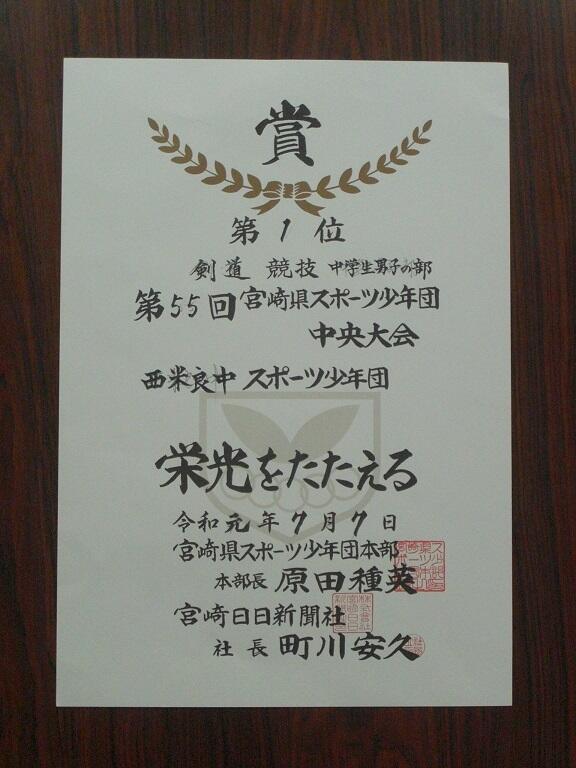 賞
第1位
剣道 競技 中学生男子の部
第55回宮崎県スポーツ少年団
中央大会
西米良中 スポーツ少年団
栄光をたたえる
令和元年7月7日
宮崎県スポーツ少年団本部
本部長 原田種英
宮崎日日新聞社
社長 町川安久